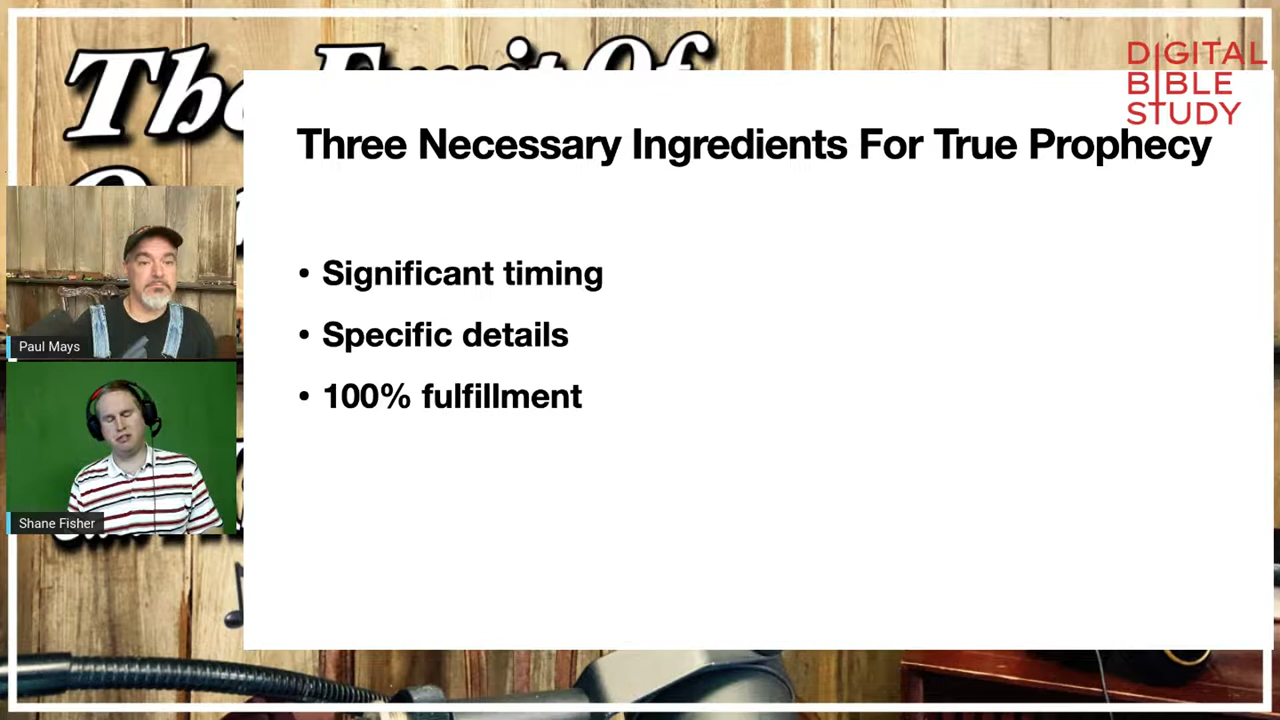 The
DIGITAL
BIBLE
STUDY
Three Necessary Ingredients For True Prophecy
• Significant timing
• Specific details
• 100% fulfillment
Paul Mays
Shane Fisher